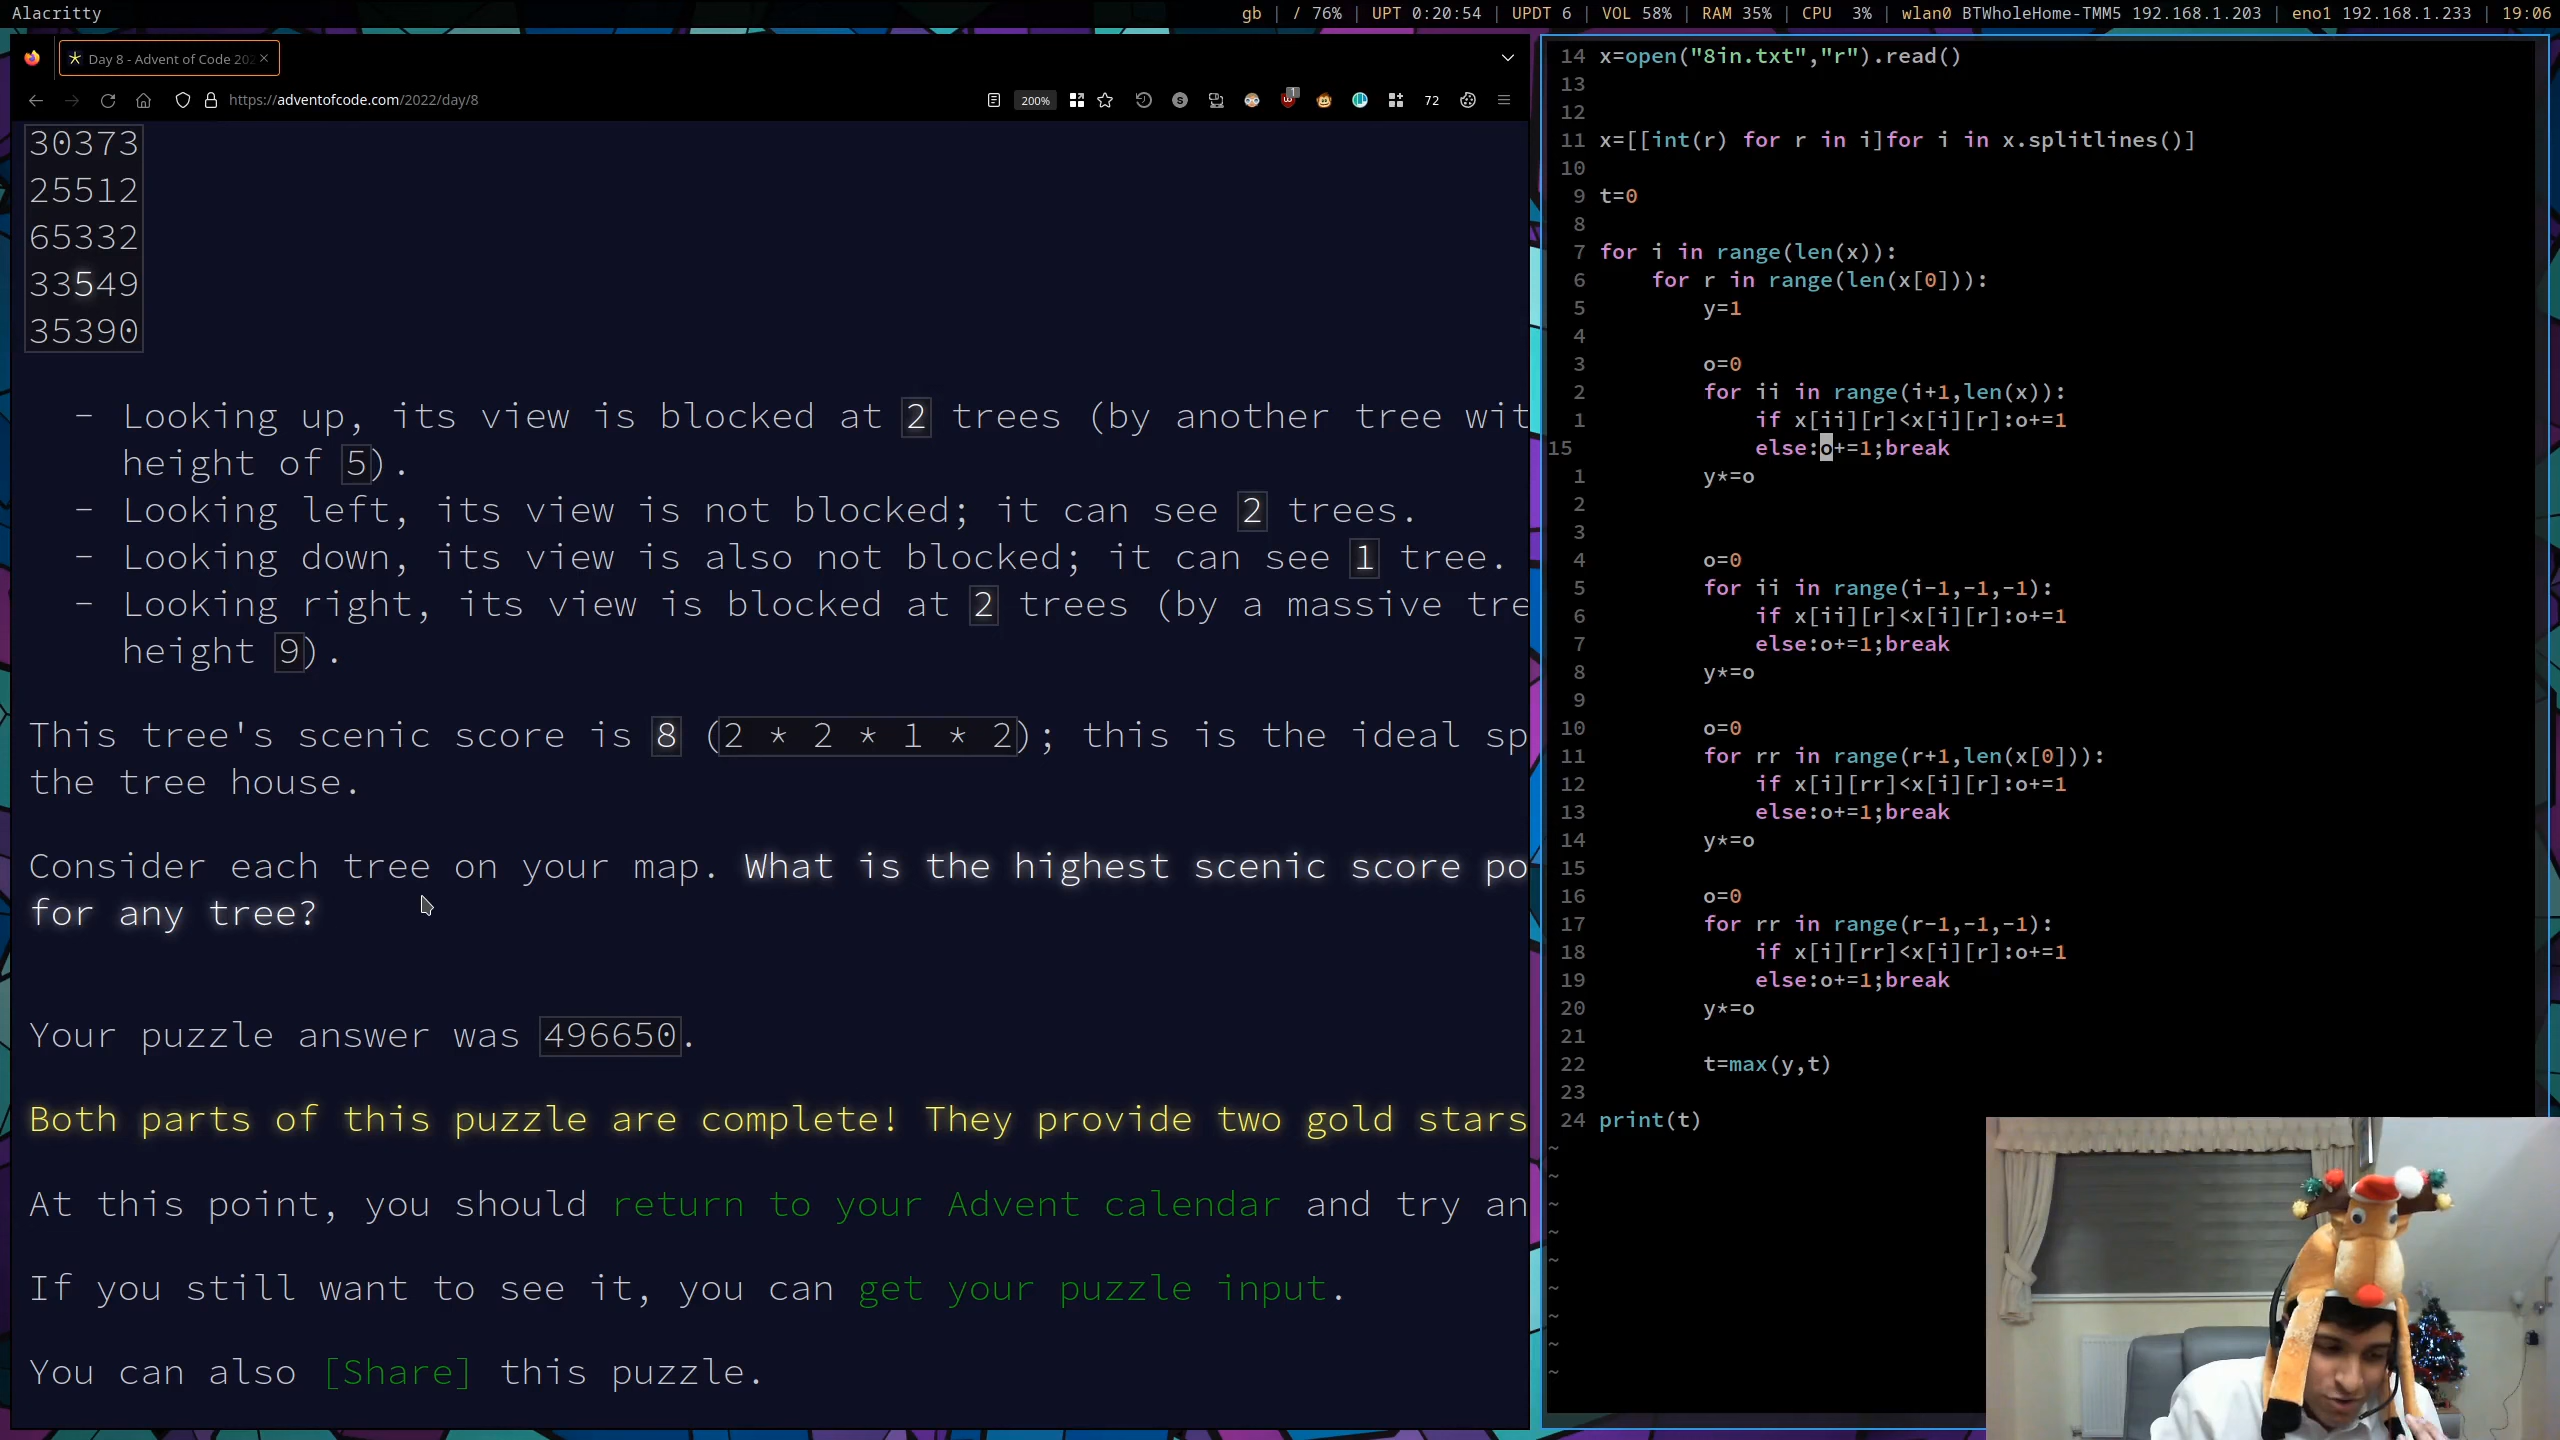 Alacritty
gb | / 76% | UPT 0:20:54 | UPDT 6 | VOL 58% | RAM 35% | CPU 3% | wlan0 BTWholeHome-TMM5 192.168.1.203 | eno1 192.168.1.233 | 19:06
Day 8 - Advent of Code 202
https://adventofcode.com/2022/day/8
200%
1
72
30373
25512
65332
33549
35390
- Looking up, its view is blocked at 2 trees (by another tree wit
height of 5).
- Looking left, its view is not blocked; it can see 2 trees.
- Looking down, its view is also not blocked; it can see 1 tree.
- Looking right, its view is blocked at 2 trees (by a massive tre
height 9).
This tree's scenic score is 8 (2 * 2 * 1 * 2); this is the ideal sp
the tree house.
Consider each tree on your map. What is the highest scenic score po
for any tree?
Your puzzle answer was 496650.
Both parts of this puzzle are complete! They provide two gold stars
At this point, you should return to your Advent calendar and try an
If you still want to see it, you can get your puzzle input.
You can also [Share] this puzzle.
14 x=open("8in.txt","r").read()
13
12
11 x=[[int(r) for r in i]for i in x.splitlines()]
10
9 t=0
8
7 for i in range(len(x)):
6     for r in range(len(x[0])):
5         y=1
4
3         o=0
2         for ii in range(i+1,len(x)):
1             if x[ii][r]<x[i][r]:o+=1
15             else:o+=1;break
1         y*=o
2
3
4         o=0
5         for ii in range(i-1,-1,-1):
6             if x[ii][r]<x[i][r]:o+=1
7             else:o+=1;break
8         y*=o
9
10         o=0
11         for rr in range(r+1,len(x[0])):
12             if x[i][rr]<x[i][r]:o+=1
13             else:o+=1;break
14         y*=o
15
16         o=0
17         for rr in range(r-1,-1,-1):
18             if x[i][rr]<x[i][r]:o+=1
19             else:o+=1;break
20         y*=o
21
22         t=max(y,t)
23
24 print(t)
~
~
~
~
~
~
~
~
~